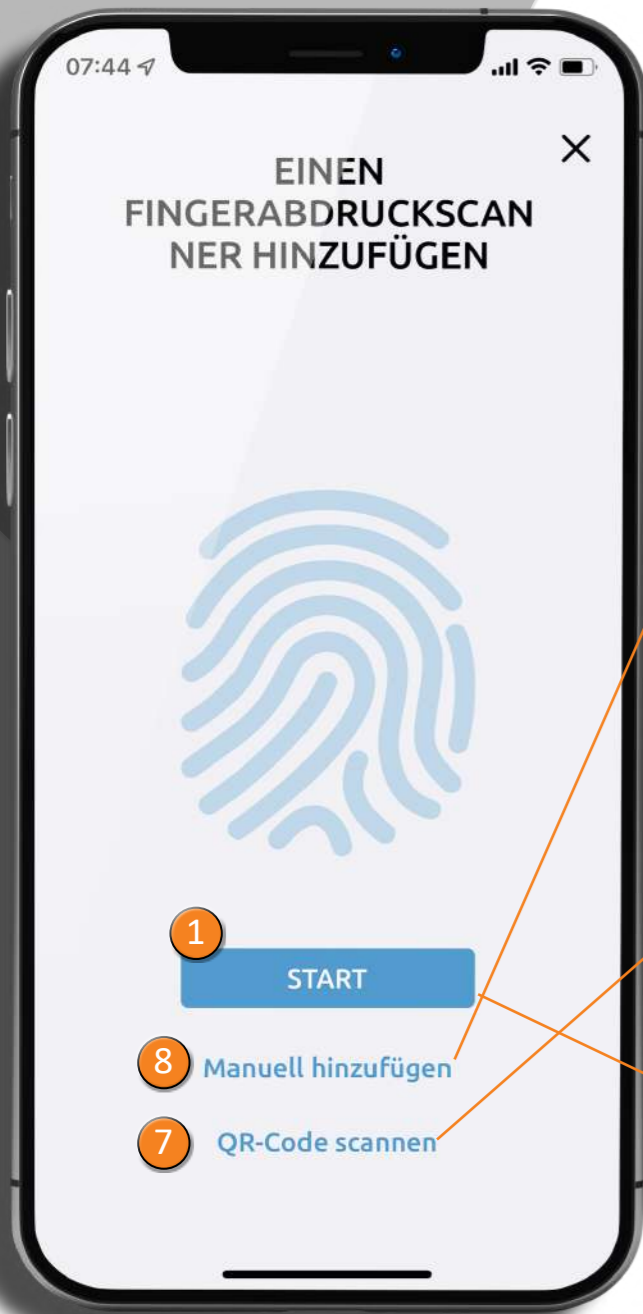 07:44
EINEN
FINGERABDRUCKSCAN
NER HINZUFÜGEN
1
START
8 Manuell hinzufügen
7 QR-Code scannen